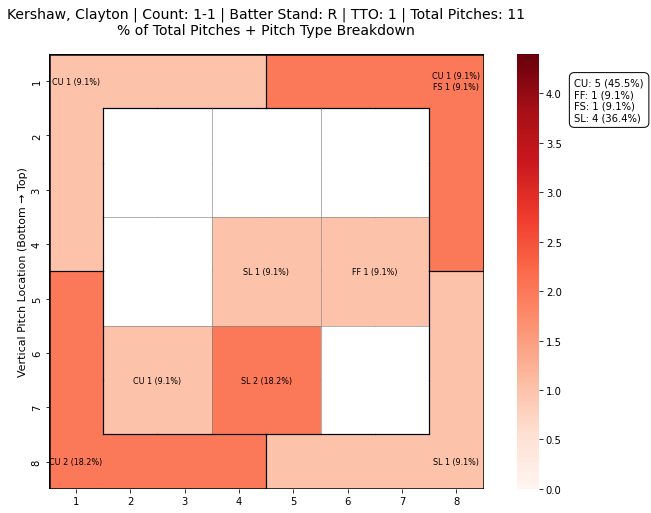 Kershaw, Clayton | Count: 1-1 | Batter Stand: R | TTO: 1 | Total Pitches: 11
% of Total Pitches + Pitch Type Breakdown
CU 1 (9.1%)
CU 1 (9.1%)
FS 1 (9.1%)
SL 1 (9.1%)
FF 1 (9.1%)
CU 1 (9.1%)
SL 2 (18.2%)
CU 2 (18.2%)
SL 1 (9.1%)
Vertical Pitch Location (Bottom → Top)
1
2
3
4
5
6
7
8
1
2
3
4
5
6
7
8
4.0
3.5
3.0
2.5
2.0
1.5
1.0
0.5
0.0
CU: 5 (45.5%)
FF: 1 (9.1%)
FS: 1 (9.1%)
SL: 4 (36.4%)